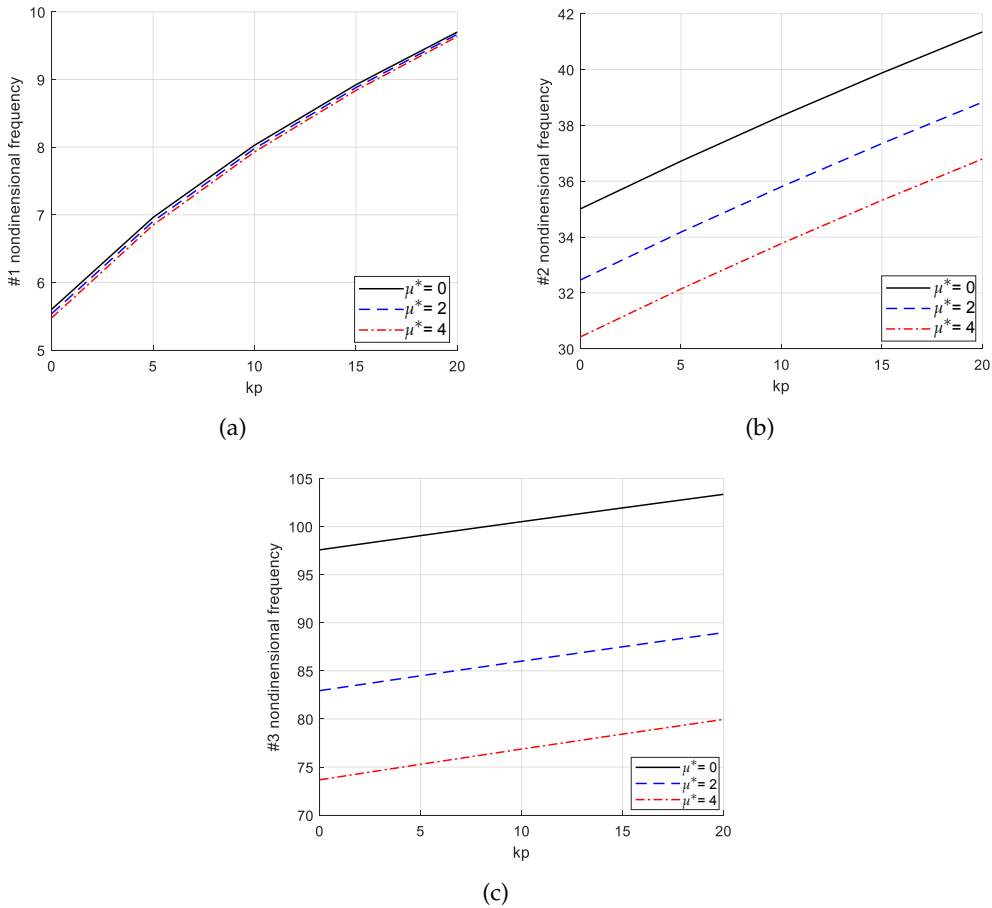 #1 nondinensional frequency
10
9
8
7
6
5
0
5
10
15
20
kp
μ*= 0
μ*= 2
μ*= 4
(a)
#2 nondinensional frequency
42
40
38
36
34
32
30
0
5
10
15
20
kp
μ*= 0
μ*= 2
μ*= 4
(b)
#3 nondinensional frequency
105
100
95
90
85
80
75
70
0
5
10
15
20
kp
μ*= 0
μ*= 2
μ*= 4
(c)